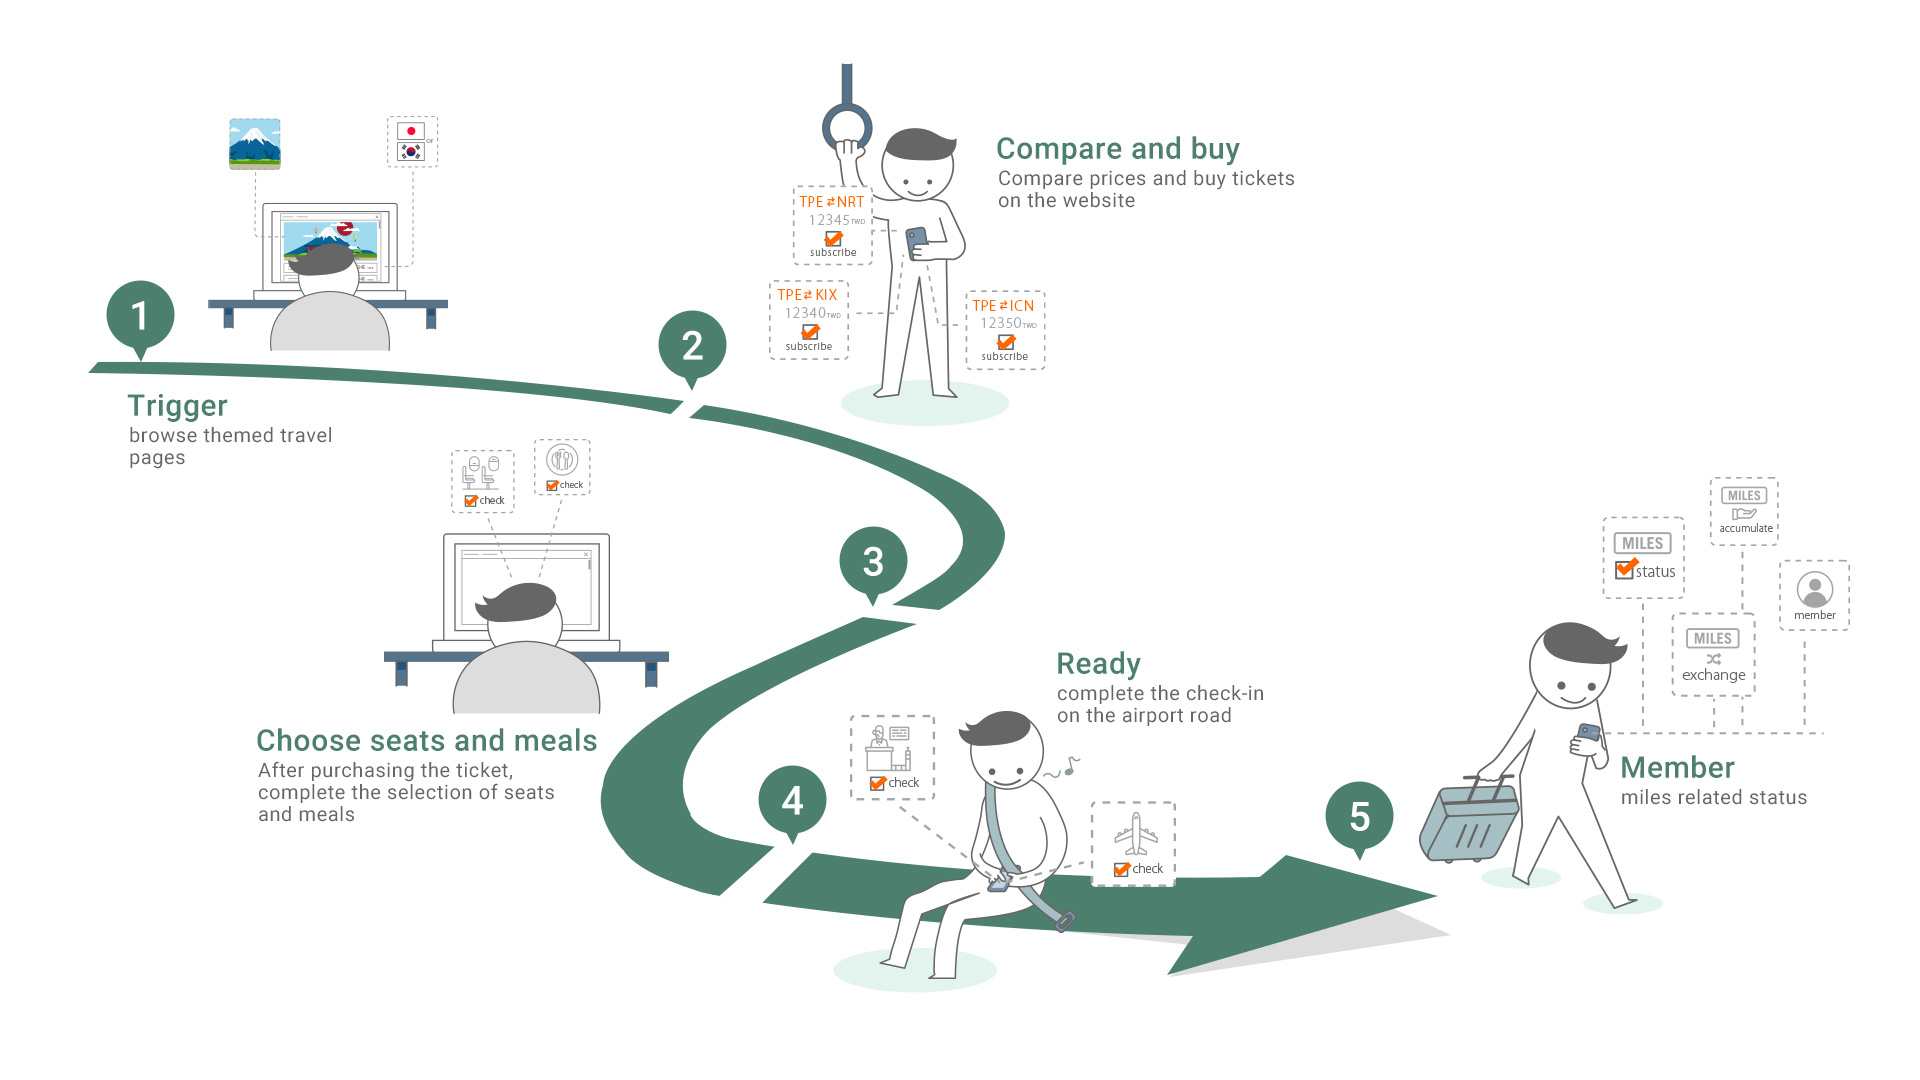 or
1
Trigger
browse themed travel
pages
2
Compare and buy
Compare prices and buy tickets
on the website
TPE⇄NRT
12345TWD
subscribe
TPE⇄KIX
12340TWD
subscribe
TPE⇄ICN
12350TWD
subscribe
3
check
check
Choose seats and meals
After purchasing the ticket,
complete the selection of seats
and meals
4
Ready
complete the check-in
on the airport road
check
check
5
MILES
status
MILES
accumulate
MILES
exchange
member
Member
miles related status